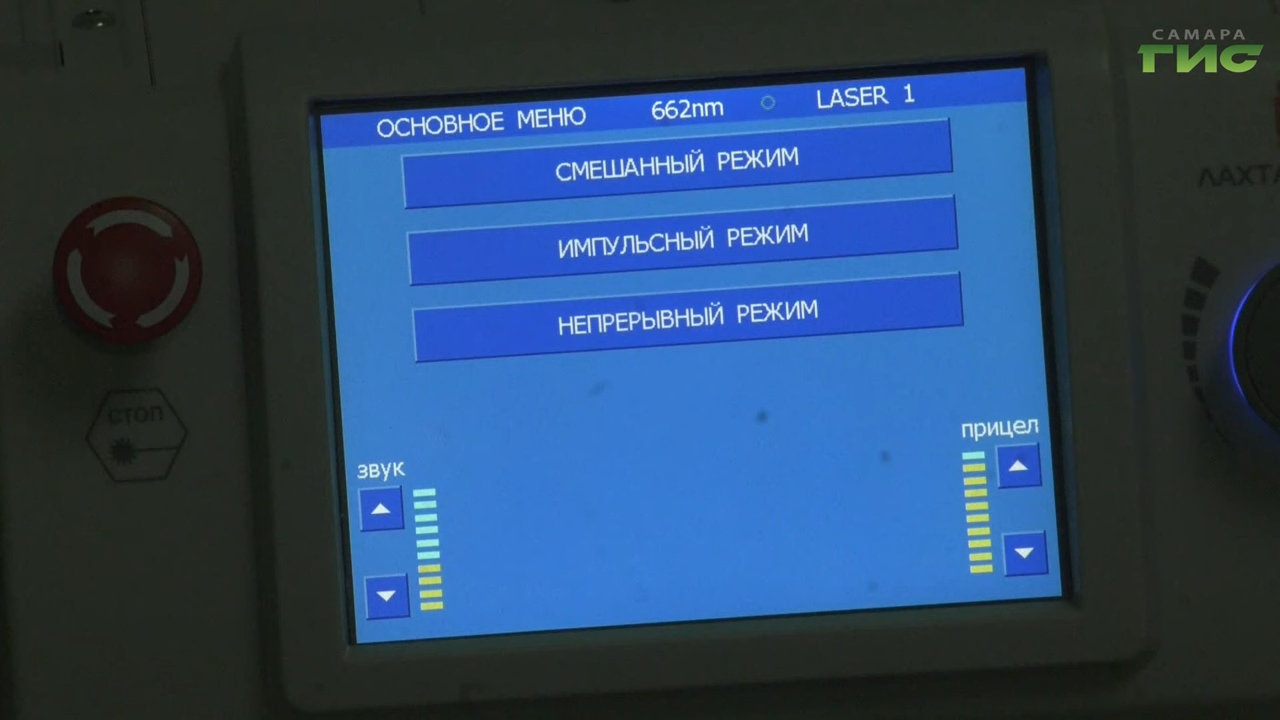 САМАРА
ГИС
ОСНОВНОЕ МЕНЮ 662nm LASER 1
СМЕШАННЫЙ РЕЖИМ
ИМПУЛЬСНЫЙ РЕЖИМ
НЕПРЕРЫВНЫЙ РЕЖИМ
СТОП
звук
прицел